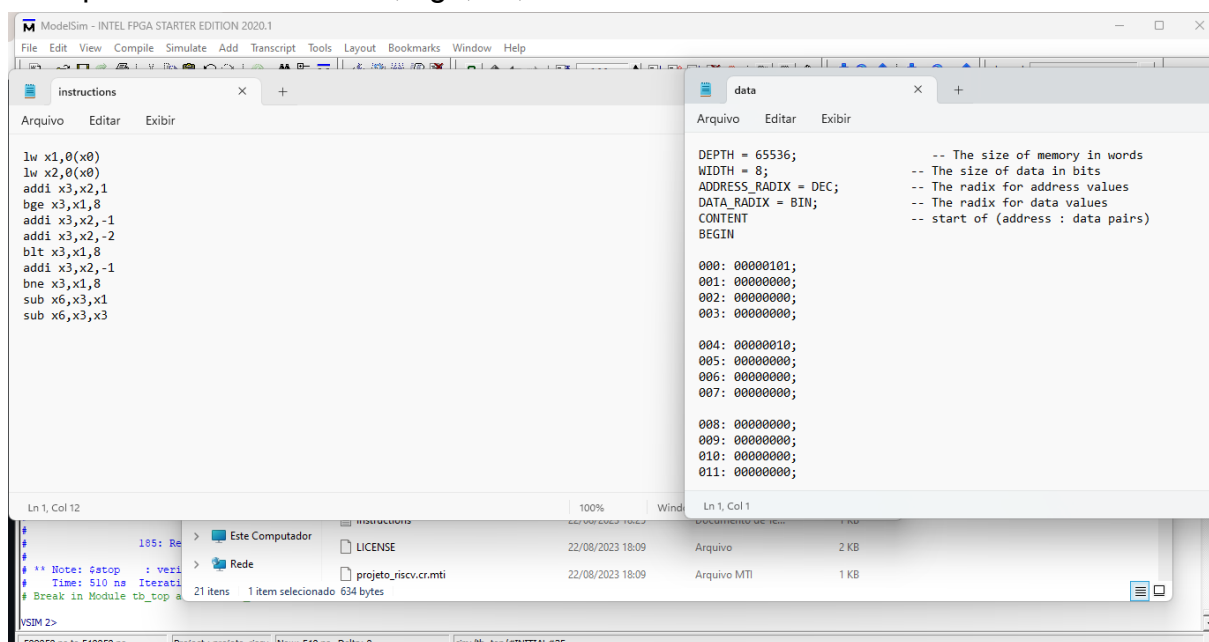 ModelSim - INTEL FPGA STARTER EDITION 2020.1
File Edit View Compile Simulate Add Transcript Tools Layout Bookmarks Window Help
instructions
Arquivo Editar Exibir
lw x1,0(x0)
lw x2,0(x0)
addi x3,x2,1
bge x3,x1,8
addi x3,x2,-1
addi x3,x2,-2
blt x3,x1,8
addi x3,x2,-1
bne x3,x1,8
sub x6,x3,x1
sub x6,x3,x3
Ln 1, Col 12 100%
data
Arquivo Editar Exibir
DEPTH = 65536; -- The size of memory in words
WIDTH = 8; -- The size of data in bits
ADDRESS_RADIX = DEC; -- The radix for address values
DATA_RADIX = BIN; -- The radix for data values
CONTENT -- start of (address : data pairs)
BEGIN
000: 00000101;
001: 00000000;
002: 00000000;
003: 00000000;
004: 00000010;
005: 00000000;
006: 00000000;
007: 00000000;
008: 00000000;
009: 00000000;
010: 00000000;
011: 00000000;
Ln 1, Col 1
#
# 185: Re
#
# ** Note: $stop : veri
# Time: 510 ns Iterati
# Break in Module tb_top a
VSIM 2>
Este Computador
Rede
LICENSE 22/08/2023 18:09 Arquivo 2 KB
projeto_riscv.cr.mti 22/08/2023 18:09 Arquivo MTI 1 KB
21 itens 1 item selecionado 634 bytes